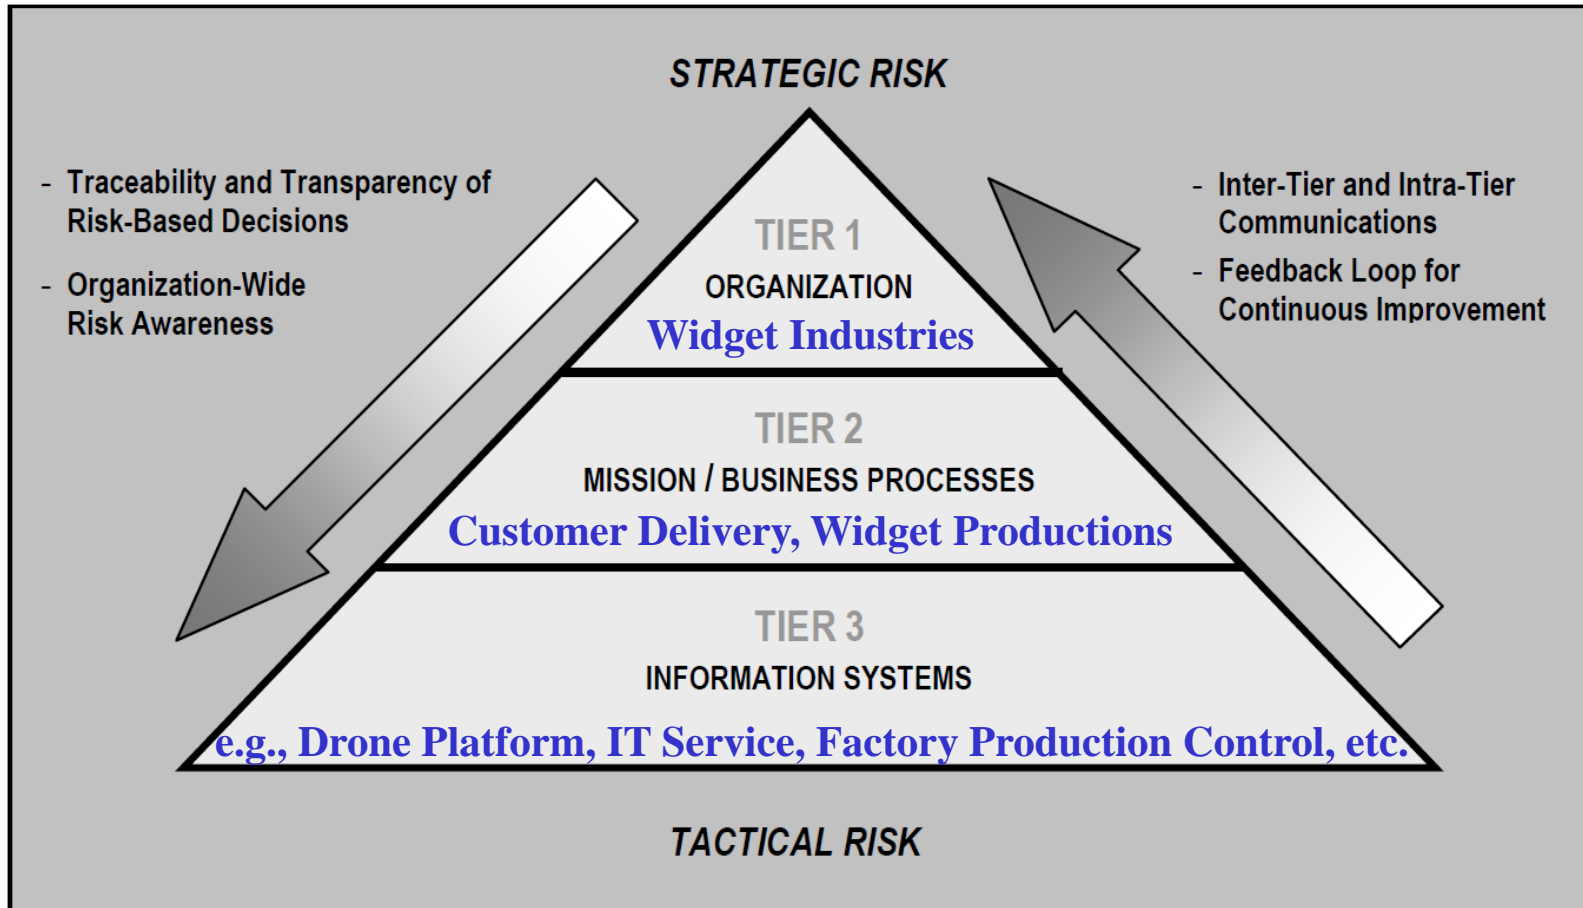 STRATEGIC RISK
- Traceability and Transparency of
Risk-Based Decisions
- Organization-Wide
Risk Awareness
- Inter-Tier and Intra-Tier
Communications
- Feedback Loop for
Continuous Improvement
TIER 1
ORGANIZATION
Widget Industries
TIER 2
MISSION / BUSINESS PROCESSES
Customer Delivery, Widget Productions
TIER 3
INFORMATION SYSTEMS
e.g., Drone Platform, IT Service, Factory Production Control, etc.
TACTICAL RISK